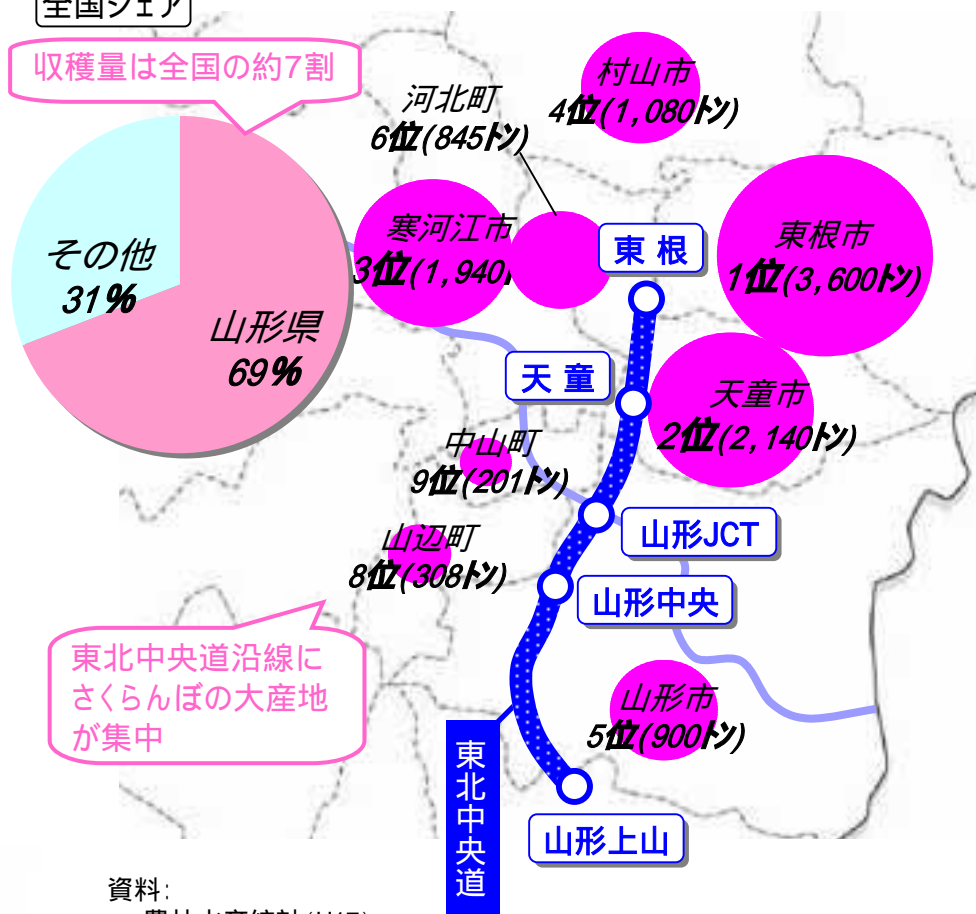 全国シェア
収穫量は全国の約7割
その他
31%
山形県
69%
村山市
4位(1,080トン)
河北町
6位(845トン)
寒河江市
3位(1,940
東根
東根市
1位(3,600トン)
天童
天童市
2位(2,140トン)
中山町
9位(201トン)
山形JCT
山辺町
8位(308トン)
山形中央
東北中央道沿線に
さくらんぼの大産地
が集中
山形市
5位(900トン)
東北中央道
山形上山
資料: